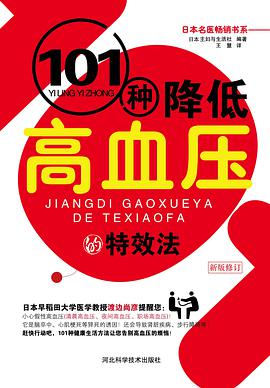 日本名医畅销书系
日本主妇与生活社 编著
王慧 译
101种降低
YI LING YI ZHONG
高血压
JIANGDI GAOXUEYA
DE TEXIAOFA
的特效法
新版修订
日本早稻田大学医学教授渡边尚彦提醒您：
小心假性高血压(清晨高血压、夜间高血压、职场高血压)！
它是脑卒中、心肌梗死等猝死的诱因！还会导致肾脏疾病、步行障碍等
赶快行动吧，101种健康生活方法让您告别高血压的烦恼！
河北科学技术出版社